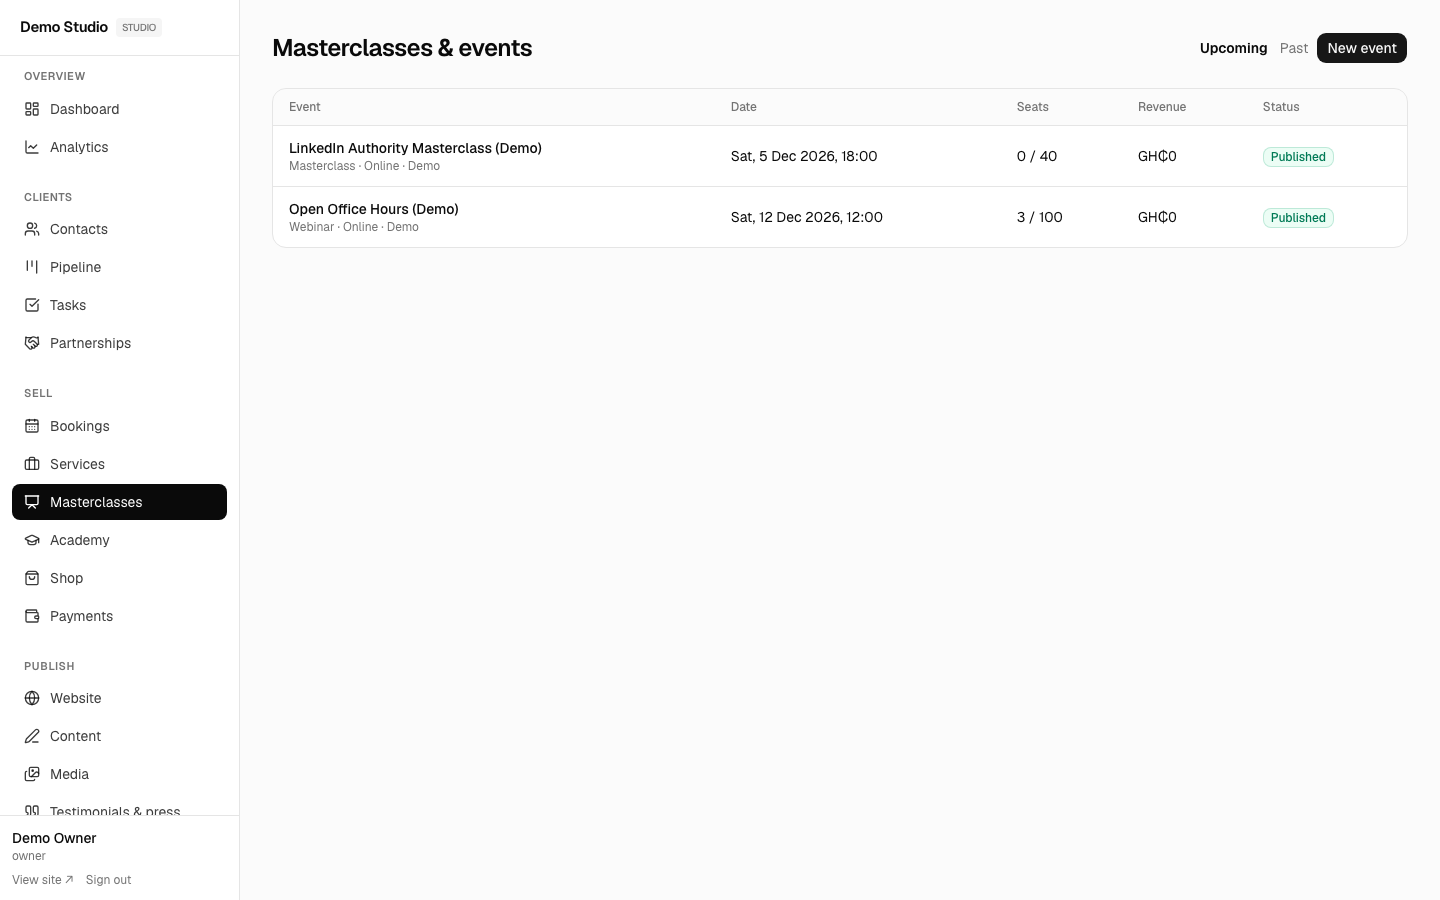 Demo Studio STUDIO
OVERVIEW
Dashboard
Analytics
CLIENTS
Contacts
Pipeline
Tasks
Partnerships
SELL
Bookings
Services
Masterclasses
Academy
Shop
Payments
PUBLISH
Website
Content
Media
Testimonials & press
Demo Owner
owner
View site ↗ Sign out
Masterclasses & events
Upcoming Past New event
Event Date Seats Revenue Status
LinkedIn Authority Masterclass (Demo)
Masterclass · Online · Demo
Sat, 5 Dec 2026, 18:00 0 / 40 GH₵0 Published
Open Office Hours (Demo)
Webinar · Online · Demo
Sat, 12 Dec 2026, 12:00 3 / 100 GH₵0 Published